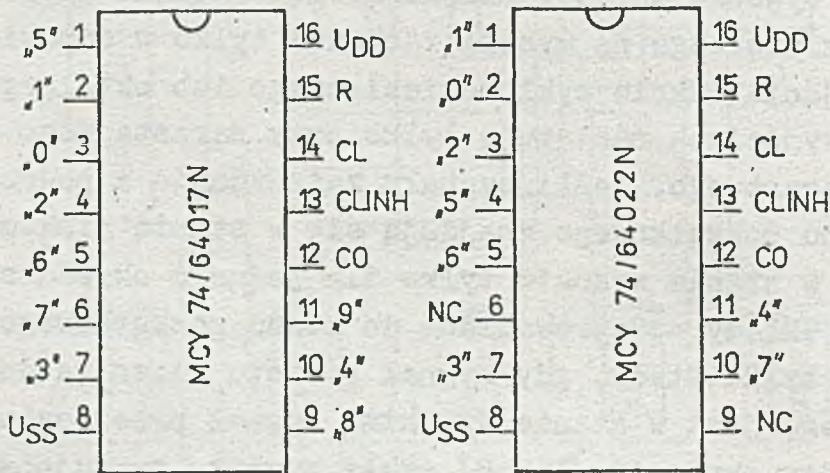 „5" 1 16 UDD
„1" 2 15 R
„0" 3 14 CL
„2" 4 13 CLINH
„6" 5 12 CO
„7" 6 11 „9"
„3" 7 10 „4"
USS 8 9 „8"
MCY 74/64017N
„1" 1 16 UDD
„0" 2 15 R
„2" 3 14 CL
„5" 4 13 CLINH
„6" 5 12 CO
NC 6 11 „4"
„3" 7 10 „7"
USS 8 9 NC
MCY 74/64022N